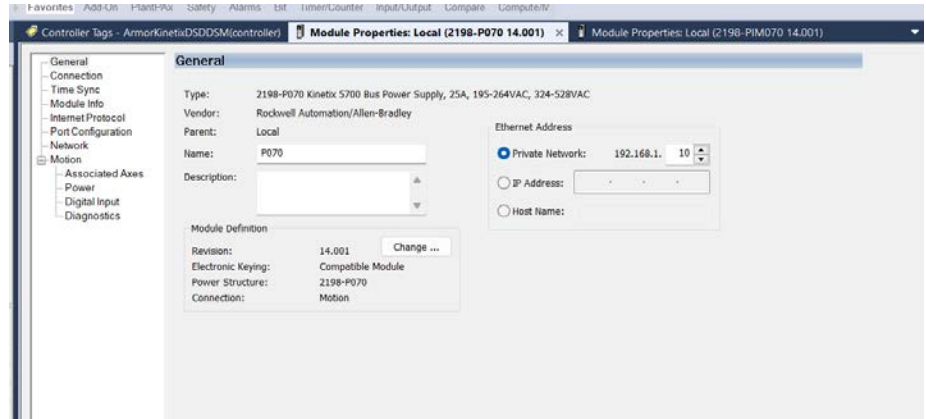 Favorites Add-On PlantPAx Safety Alarms Bit Timer/Counter Input/Output Compare Compute/M
Controller Tags - ArmorKinetixDSDDSM(controller) Module Properties: Local (2198-P070 14.001) × Module Properties: Local (2198-PIM070 14.001)
General
Connection
Time Sync
Module Info
Internet Protocol
Port Configuration
Network
Motion
Associated Axes
Power
Digital Input
Diagnostics
General
Type: 2198-P070 Kinetix 5700 Bus Power Supply, 25A, 195-264VAC, 324-528VAC
Vendor: Rockwell Automation/Allen-Bradley
Parent: Local
Name: P070
Description:
Module Definition
Revision: 14.001 Change ...
Electronic Keying: Compatible Module
Power Structure: 2198-P070
Connection: Motion
Ethernet Address
Private Network: 192.168.1. 10
IP Address: . . .
Host Name: